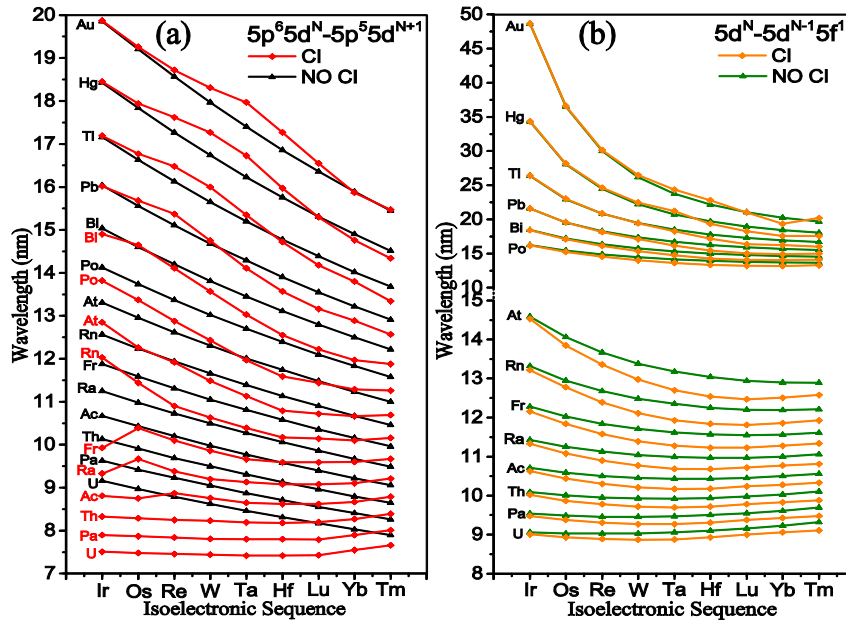 (a)
5p⁶5dᴺ-5p⁵5dᴺ⁺¹
CI
NO CI
Wavelength (nm)
20
19
18
17
16
15
14
13
12
11
10
9
8
7
Au
Hg
Tl
Pb
Bi
Bi
Po
Po
At
At
Rn
Rn
Fr
Ra
Ac
Th
Fr
Pa
Ra
U
Ac
Th
Pa
U
Ir Os Re W Ta Hf Lu Yb Tm
Isoelectronic Sequence
(b)
5dᴺ-5dᴺ⁻¹5f¹
CI
NO CI
Wavelength (nm)
50
45
40
35
30
25
20
15
15
14
13
12
11
10
9
8
Au
Hg
Tl
Pb
Bi
Po
At
Rn
Fr
Ra
Ac
Th
Pa
U
Ir Os Re W Ta Hf Lu Yb Tm
Isoelectronic Sequence